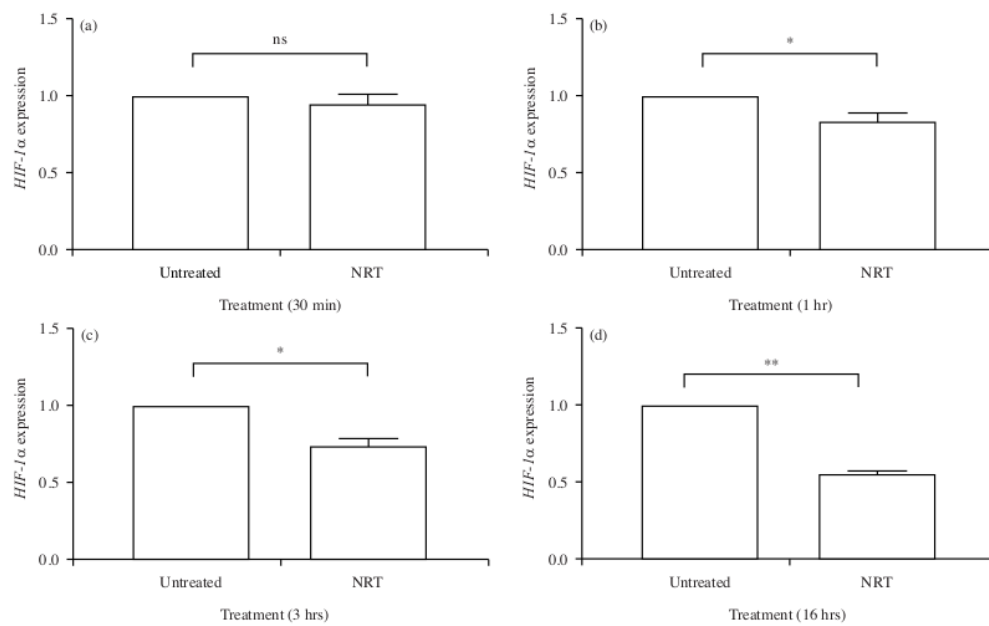 (a)
ns
1.5
1.0
0.5
0.0
HIF-1α expression
Untreated NRT
Treatment (30 min)
(b)
*
1.5
1.0
0.5
0.0
HIF-1α expression
Untreated NRT
Treatment (1 hr)
(c)
*
1.5
1.0
0.5
0.0
HIF-1α expression
Untreated NRT
Treatment (3 hrs)
(d)
**
1.5
1.0
0.5
0.0
HIF-1α expression
Untreated NRT
Treatment (16 hrs)